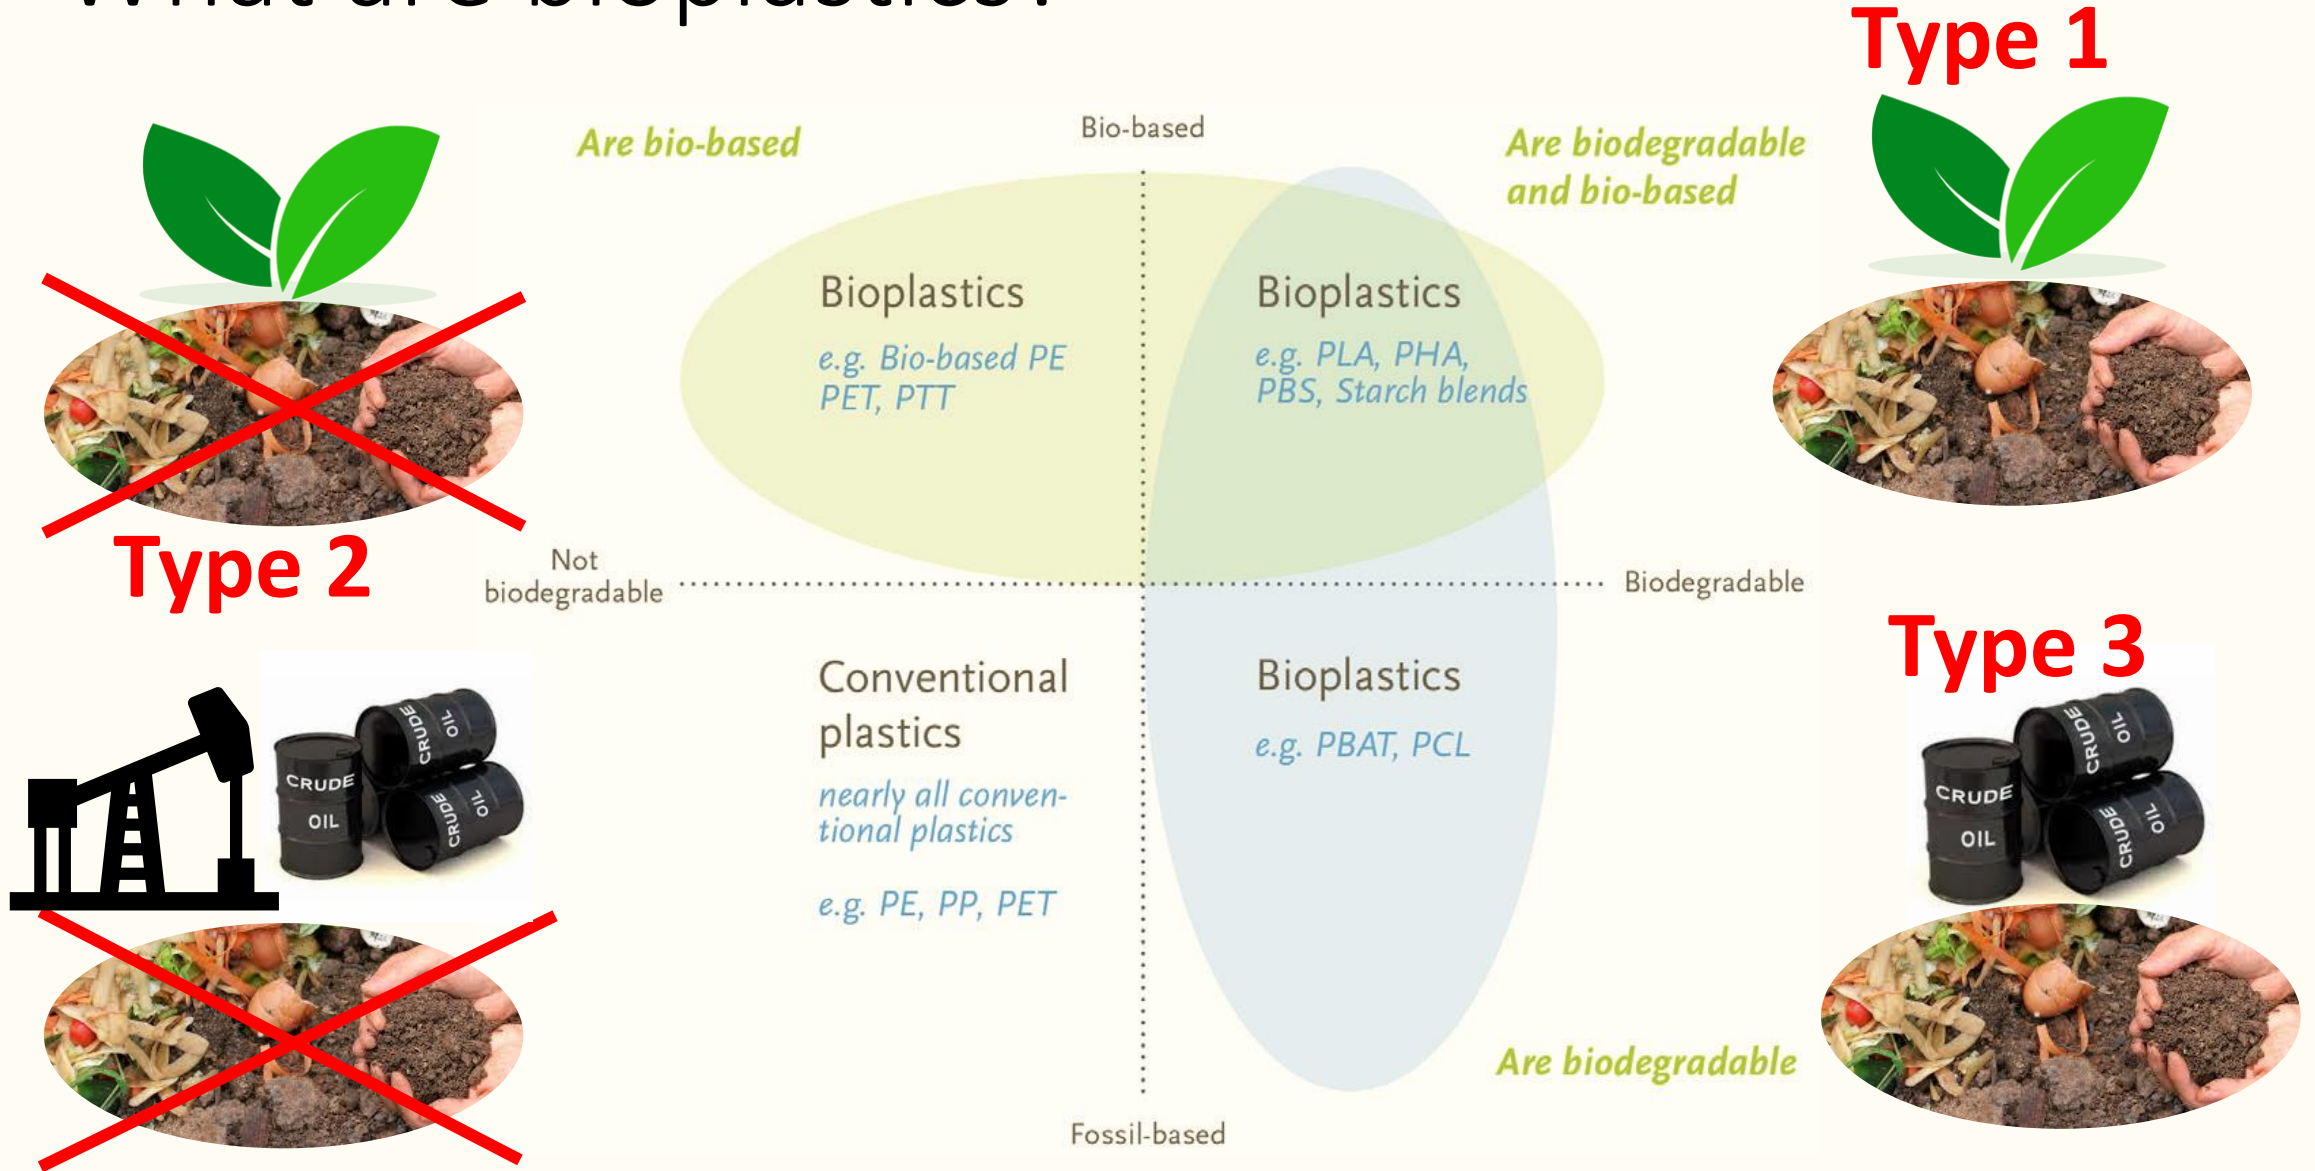 What are bioplastics?
Type 1
Are bio-based
Bio-based
Are biodegradable
and bio-based
Bioplastics
e.g. Bio-based PE
PET, PTT
Bioplastics
e.g. PLA, PHA,
PBS, Starch blends
Type 2
Not
biodegradable
Biodegradable
Type 3
Conventional
plastics
nearly all conven-
tional plastics
e.g. PE, PP, PET
Bioplastics
e.g. PBAT, PCL
CRUDE
OIL
CRUDE
OIL
CRUDE
OIL
CRUDE
OIL
CRUDE
OIL
CRUDE
OIL
Are biodegradable
Fossil-based